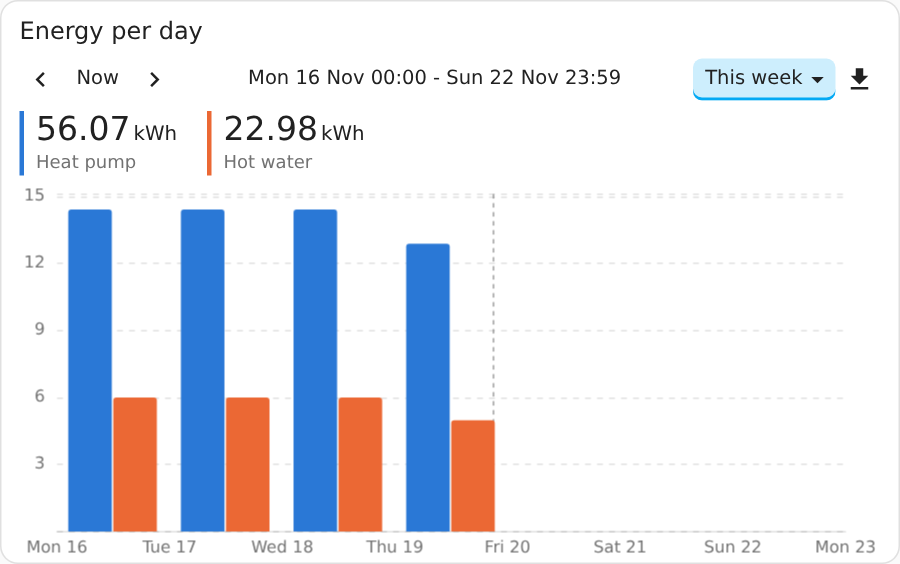 Energy per day
Now
Mon 16 Nov 00:00 - Sun 22 Nov 23:59
This week
56.07 kWh
Heat pump
22.98 kWh
Hot water
15
12
9
6
3
Mon 16 Tue 17 Wed 18 Thu 19 Fri 20 Sat 21 Sun 22 Mon 23